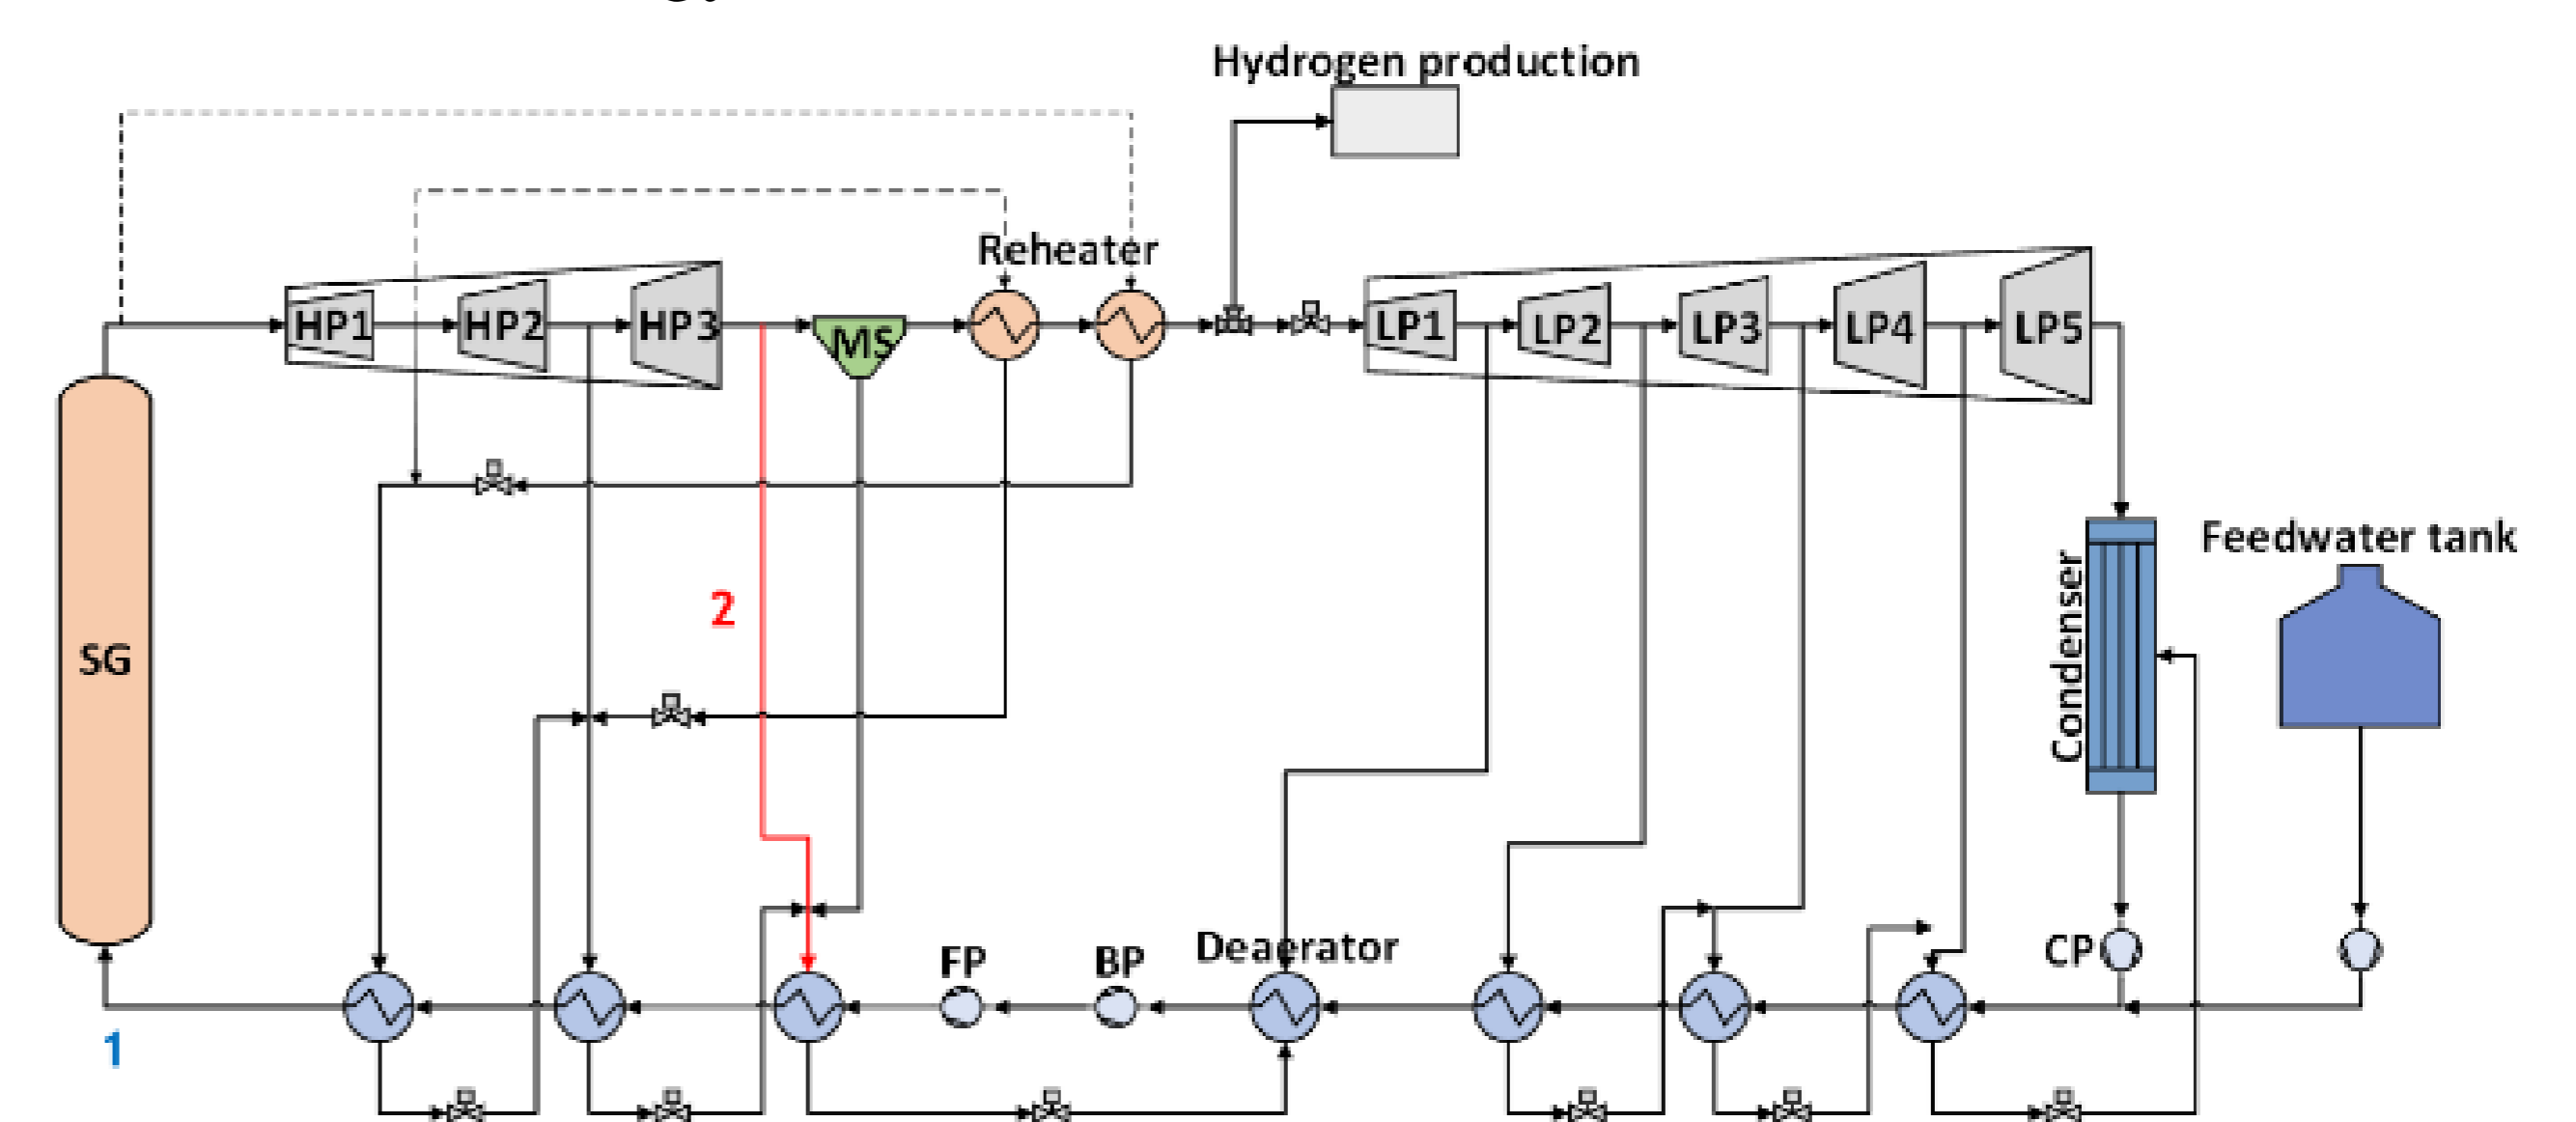 Hydrogen production
Reheater
HP1
HP2
HP3
MS
LP1
LP2
LP3
LP4
LP5
SG
2
Condenser
Feedwater tank
FP
BP
Deaerator
CP
1